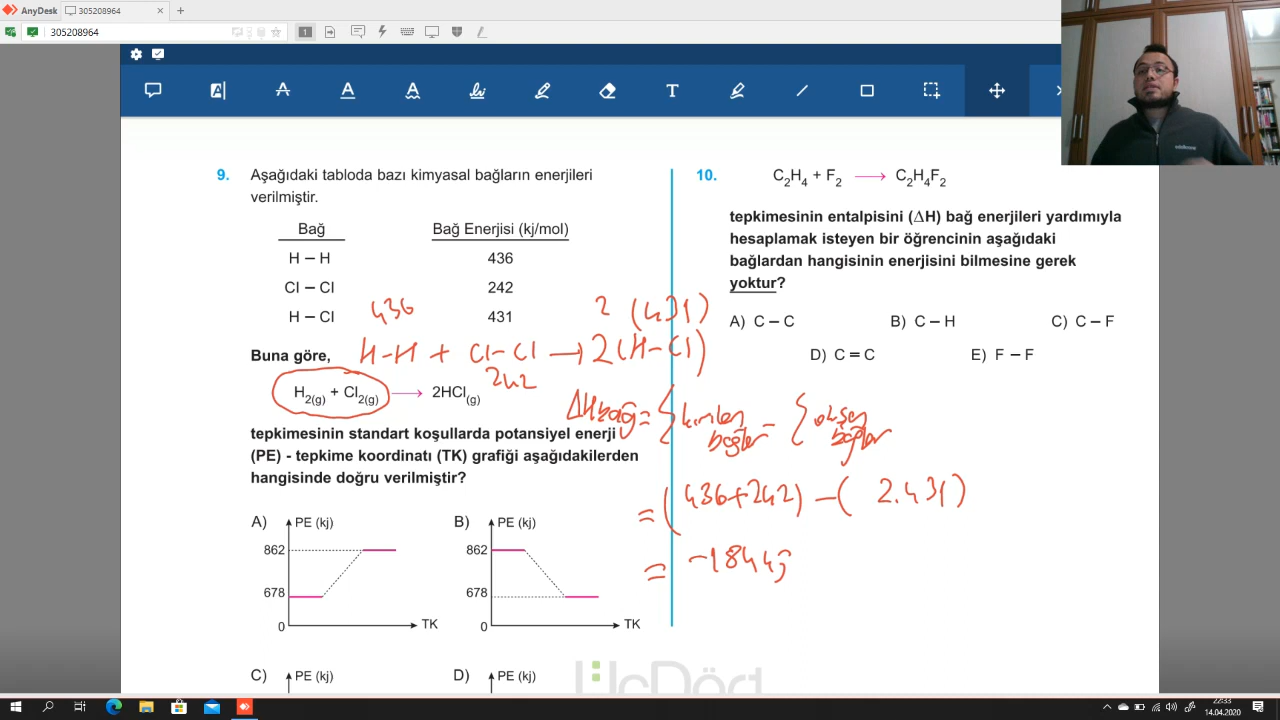 AnyDesk
305208964
305208964
1
9. Aşağıdaki tabloda bazı kimyasal bağların enerjileri
verilmiştir.
Bağ Bağ Enerjisi (kj/mol)
H – H 436
Cl – Cl 242
H – Cl 431
436 2 (431)
Buna göre, H-H + Cl-Cl → 2(H-Cl)
242
H2(g) + Cl2(g) → 2HCl(g)
ΔHbağ = { kırılan bağlar - { oluşan bağlar
tepkimesinin standart koşullarda potansiyel enerji
(PE) - tepkime koordinatı (TK) grafiği aşağıdakilerden
hangisinde doğru verilmiştir?
= (436+242) - (2.431)
= -184 kj
A) PE (kj)
862
678
0
TK
B) PE (kj)
862
678
0
TK
C) PE (kj)
D) PE (kj)
10. C2H4 + F2 → C2H4F2
tepkimesinin entalpisini (ΔH) bağ enerjileri yardımıyla
hesaplamak isteyen bir öğrencinin aşağıdaki
bağlardan hangisinin enerjisini bilmesine gerek
yoktur?
A) C – C B) C – H C) C – F
D) C = C E) F – F
ÜçDört
22:33
14.04.2020